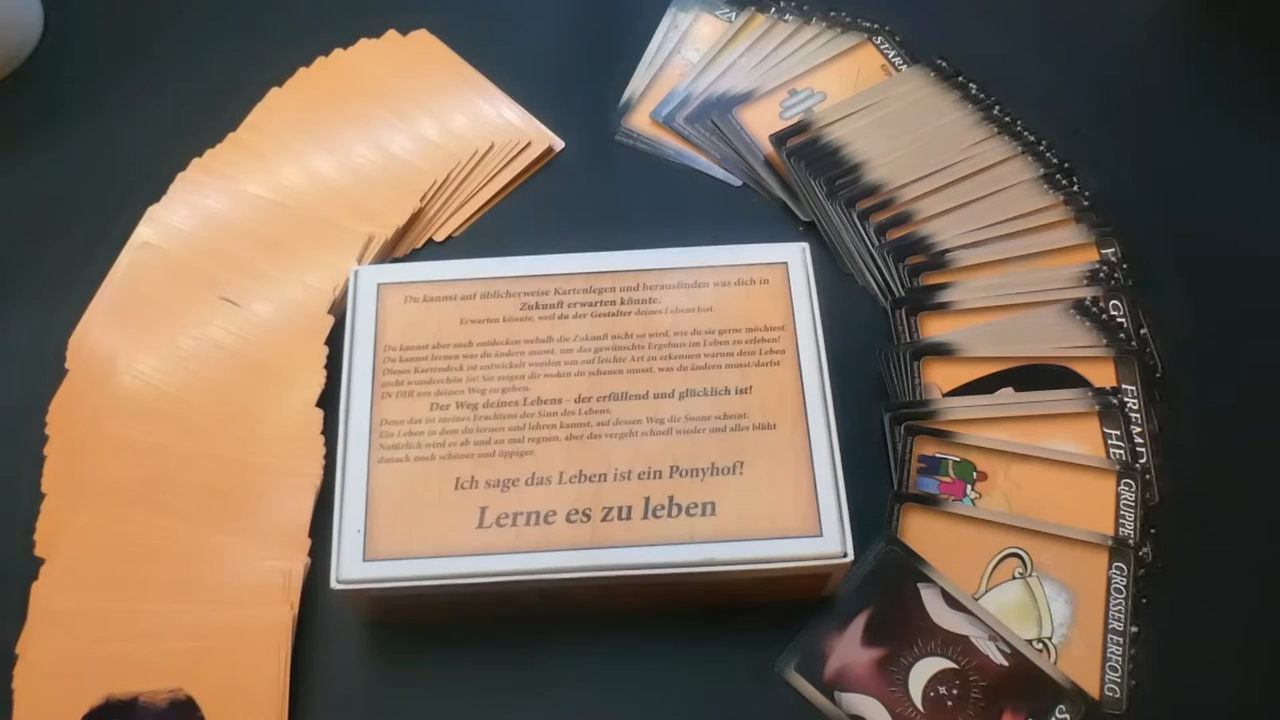 Du kannst auf üblicherweise Kartenlegen und herausfinden was dich in
Zukunft erwarten könnte.
Erwarten könnte, weil du der Gestalter deines Lebens bist
Du kannst aber auch entdecken weshalb die Zukunft nicht so wird, wie du sie gerne möchtest
Du kannst lernen was du ändern musst, um das gewünschte Ergebnis im Leben zu erleben!
Dieses Kartendeck ist entwickelt worden um auf leichte Art zu erkennen warum dein Leben
nicht wunderschön ist! Sie zeigen dir wohin du schauen musst, was du ändern musst/darfst
IN DIR um deinen Weg zu gehen.
Der Weg deines Lebens - der erfüllend und glücklich ist!
Denn das ist meines Erachtens der Sinn des Lebens.
Ein Leben in dem du lernen und lehren kannst, auf dessen Weg die Sonne scheint.
Natürlich wird es ab und an mal regnen, aber das vergeht schnell wieder und alles blüht
danach noch schöner und üppiger.
Ich sage das Leben ist ein Ponyhof!
Lerne es zu leben
STÄRK
GR
FREMD
HE
GRUPPE
GROSSER ERFOLG